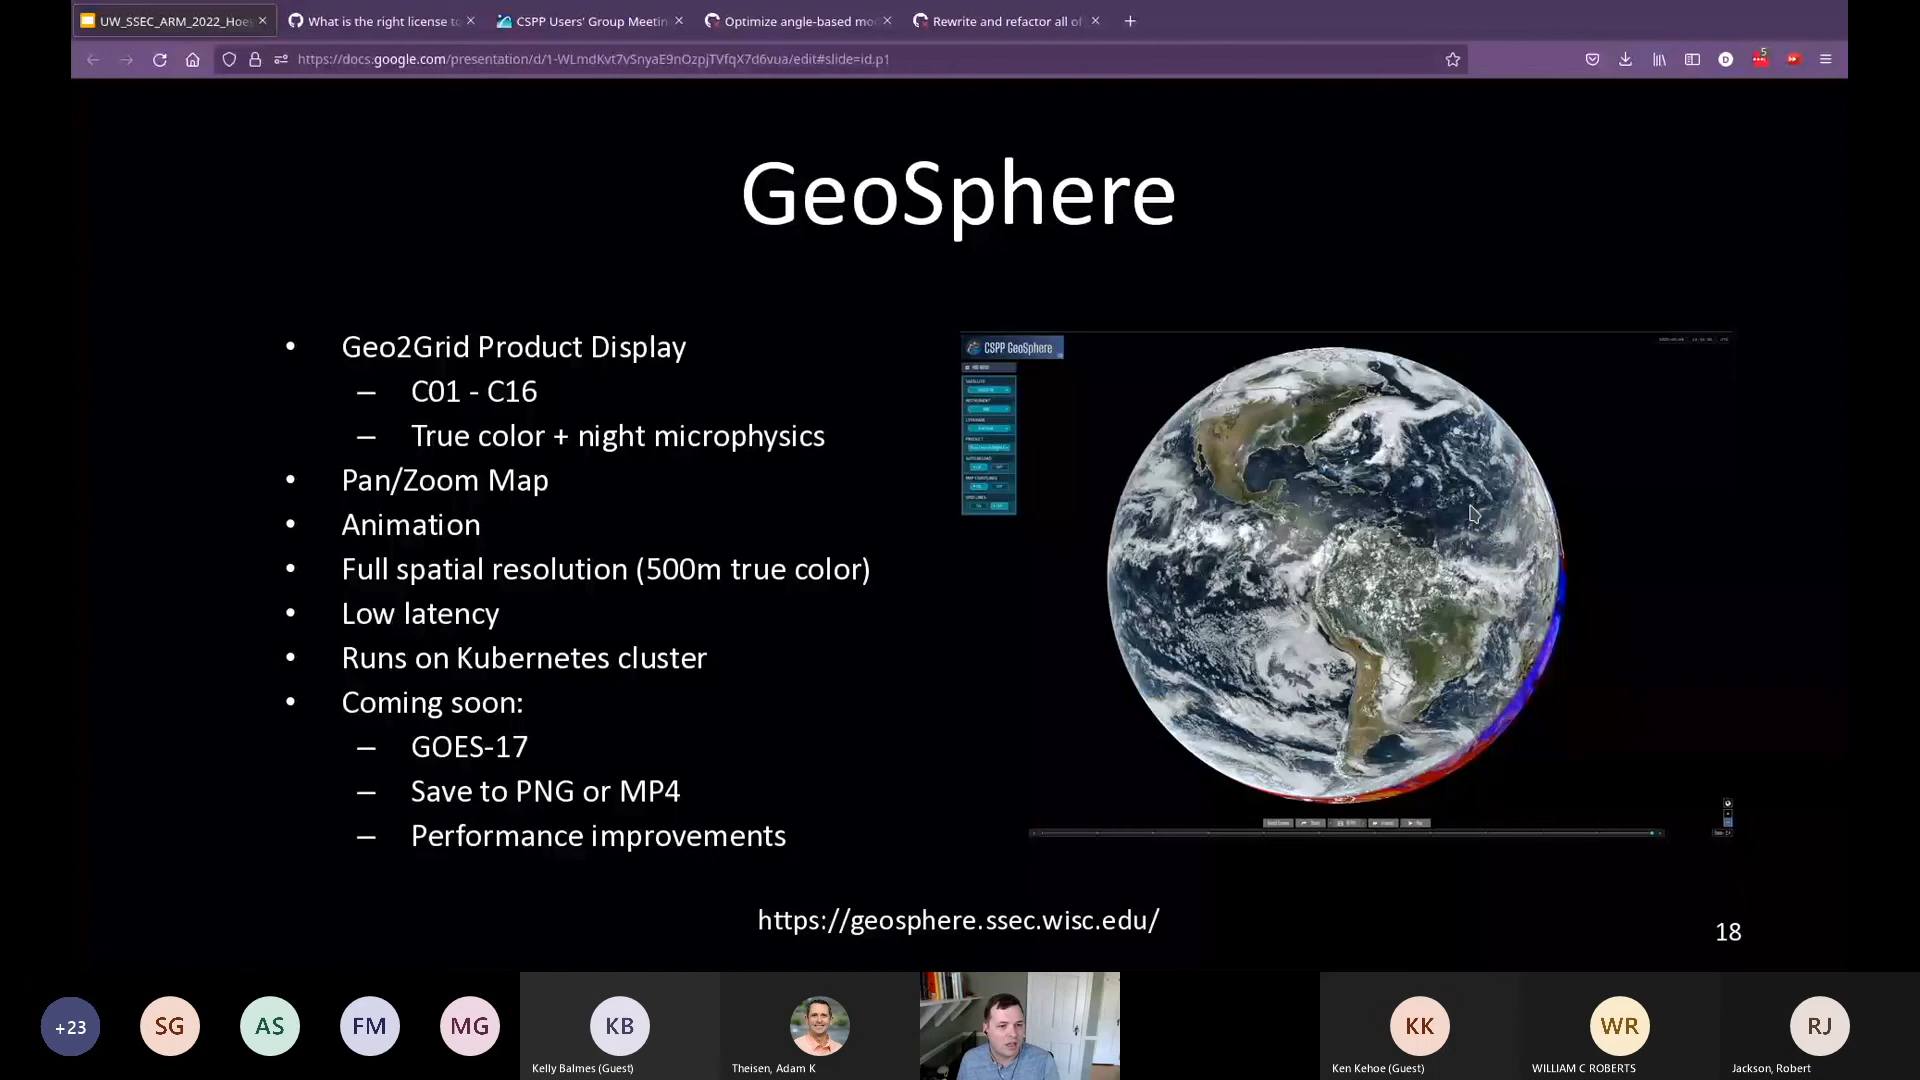 UW_SSEC_ARM_2022_Hoe
What is the right license to
CSPP Users' Group Meetin
Optimize angle-based mo
Rewrite and refactor all of
https://docs.google.com/presentation/d/1-WLmdKvt7vSnyaE9nOzpjTVfqX7d6vua/edit#slide=id.p1
D
5
GeoSphere
• Geo2Grid Product Display
– C01 - C16
– True color + night microphysics
• Pan/Zoom Map
• Animation
• Full spatial resolution (500m true color)
• Low latency
• Runs on Kubernetes cluster
• Coming soon:
– GOES-17
– Save to PNG or MP4
– Performance improvements
CSPP GeoSphere
https://geosphere.ssec.wisc.edu/
18
+23
SG
AS
FM
MG
KB
Kelly Balmes (Guest)
Theisen, Adam K
KK
Ken Kehoe (Guest)
WR
WILLIAM C ROBERTS
RJ
Jackson, Robert